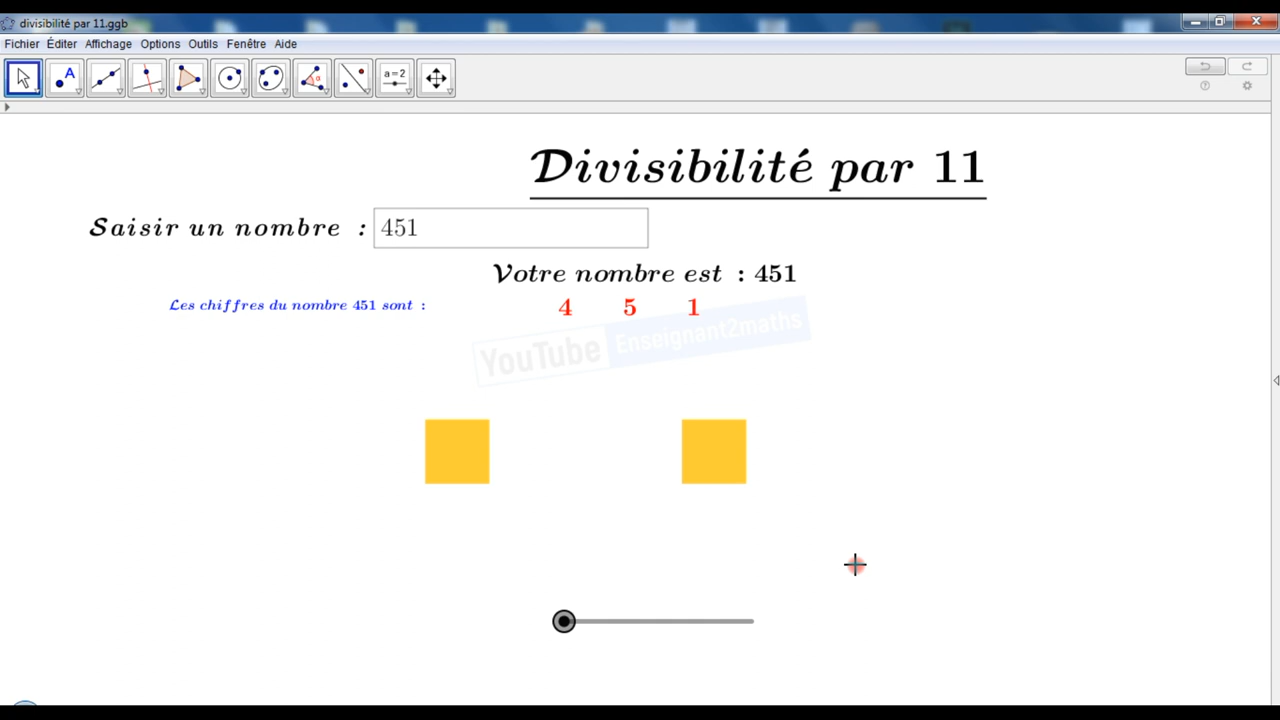 divisibilité par 11.ggb
Fichier Éditer Affichage Options Outils Fenêtre Aide
A
α
a=2
Divisibilité par 11
Saisir un nombre : 451
Votre nombre est : 451
Les chiffres du nombre 451 sont : 4 5 1
YouTube Enseignant2maths